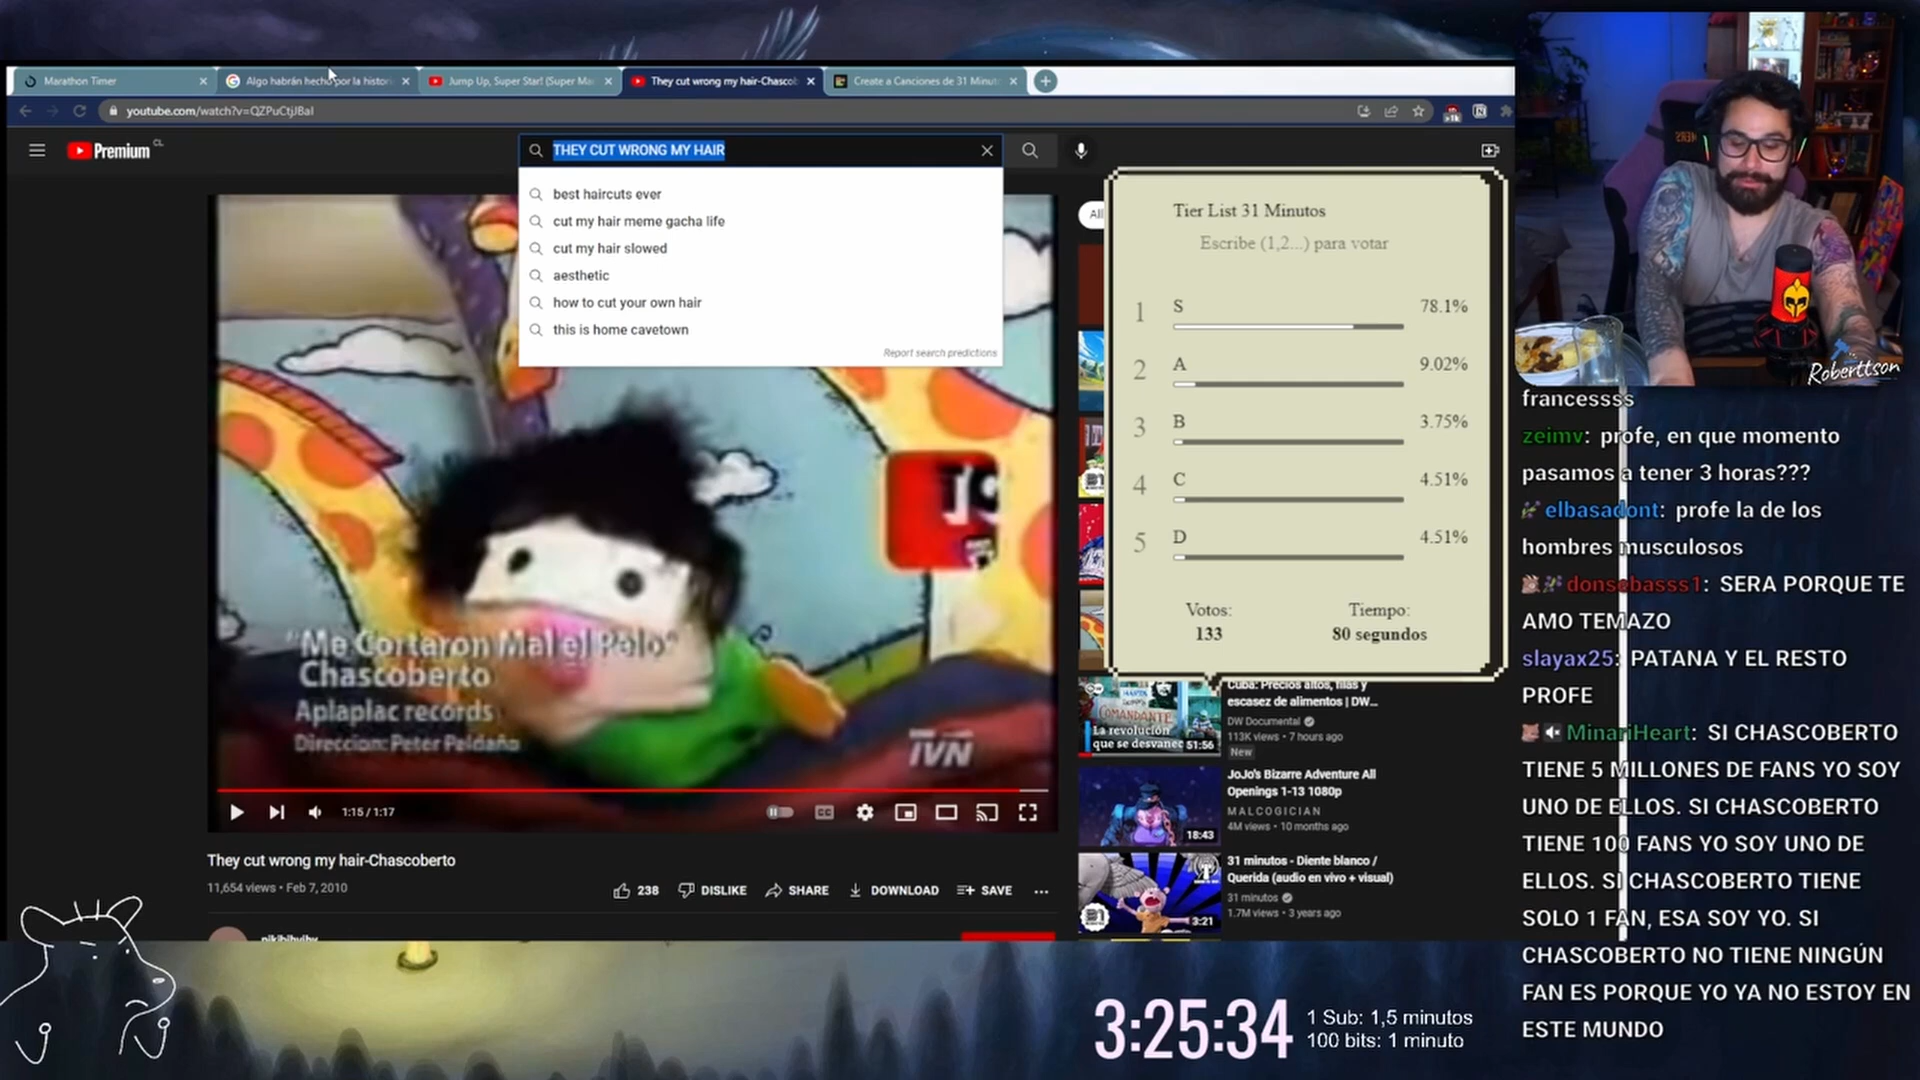 Marathon Timer
Algo habrán hecho por la histori
Jump Up, Super Star! (Super Ma
They cut wrong my hair-Chascob
Create a Canciones de 31 Minut
youtube.com/watch?v=QZPuCtjJBaI
>1k
Premium CL
THEY CUT WRONG MY HAIR
best haircuts ever
cut my hair meme gacha life
cut my hair slowed
aesthetic
how to cut your own hair
this is home cavetown
Report search predictions
All
Tier List 31 Minutos
Escribe (1,2...) para votar
1 S 78.1%
2 A 9.02%
3 B 3.75%
4 C 4.51%
5 D 4.51%
Votos: Tiempo:
133 80 segundos
"Me Cortaron Mal el Pelo"
Chascoberto
Aplaplac records
Direccion: Peter Peldaño
TVN
1:15 / 1:17
CC
They cut wrong my hair-Chascoberto
11,654 views • Feb 7, 2010
238 DISLIKE SHARE DOWNLOAD SAVE
nikibibuibu
La revolución
que se desvanec
51:56
Cuba: Precios altos, filas y
escasez de alimentos | DW...
DW Documental
113K views • 7 hours ago
New
JoJo's Bizarre Adventure All
Openings 1-13 1080p
MALCOGICIAN
4M views • 10 months ago
18:43
31 minutos - Diente blanco /
Querida (audio en vivo + visual)
31 minutos
1.7M views • 3 years ago
3:21
Roberttson
francessss
zeimv: profe, en que momento
pasamos a tener 3 horas???
elbasadont: profe la de los
hombres musculosos
donsebasss1: SERA PORQUE TE
AMO TEMAZO
slayax25: PATANA Y EL RESTO
PROFE
MinariHeart: SI CHASCOBERTO
TIENE 5 MILLONES DE FANS YO SOY
UNO DE ELLOS. SI CHASCOBERTO
TIENE 100 FANS YO SOY UNO DE
ELLOS. SI CHASCOBERTO TIENE
SOLO 1 FAN, ESA SOY YO. SI
CHASCOBERTO NO TIENE NINGÚN
FAN ES PORQUE YO YA NO ESTOY EN
ESTE MUNDO
3:25:34
1 Sub: 1,5 minutos
100 bits: 1 minuto